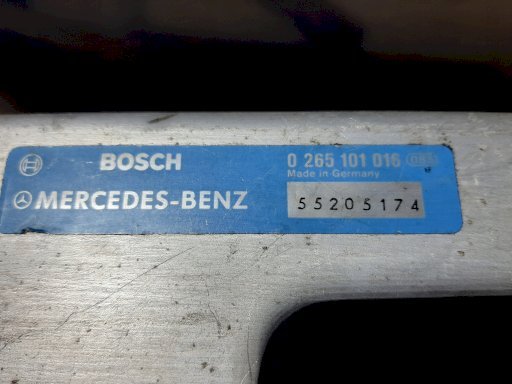 BOSCH
0 265 101 016
Made in Germany
MERCEDES-BENZ
55205174